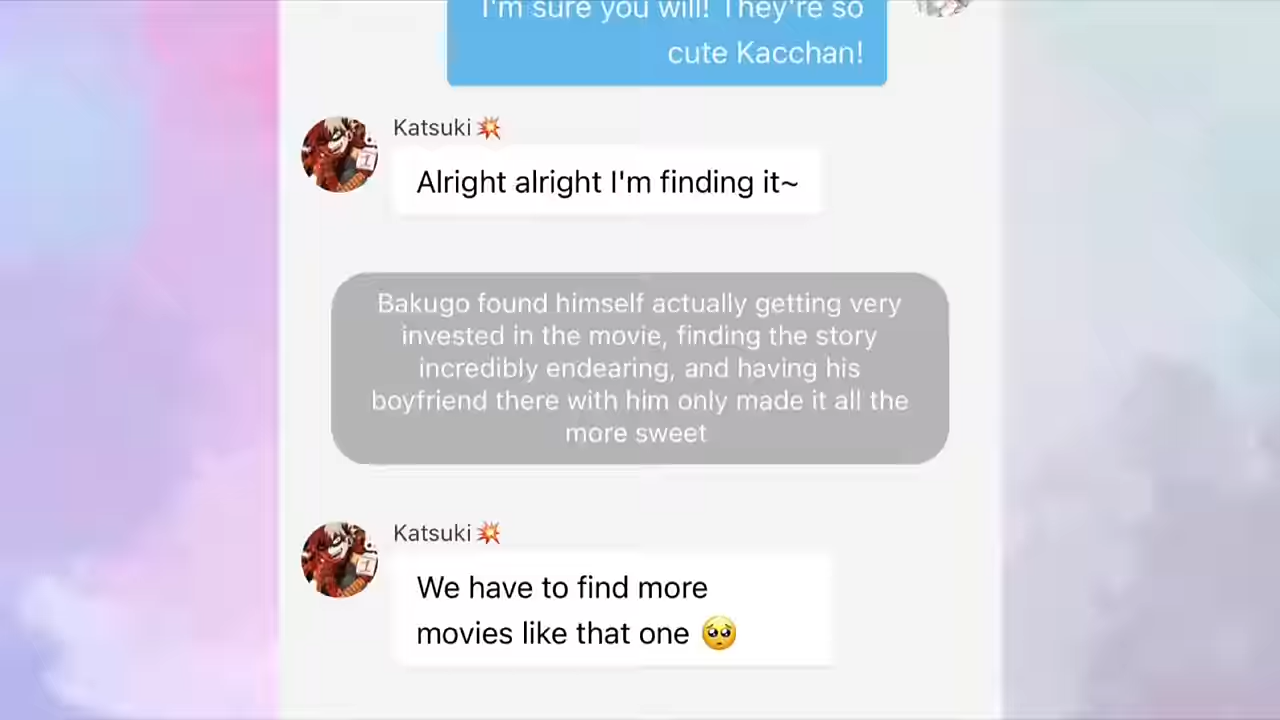 I'm sure you will! They're so
cute Kacchan!
Katsuki💥
Alright alright I'm finding it~
Bakugo found himself actually getting very
invested in the movie, finding the story
incredibly endearing, and having his
boyfriend there with him only made it all the
more sweet
Katsuki💥
We have to find more
movies like that one 🥺